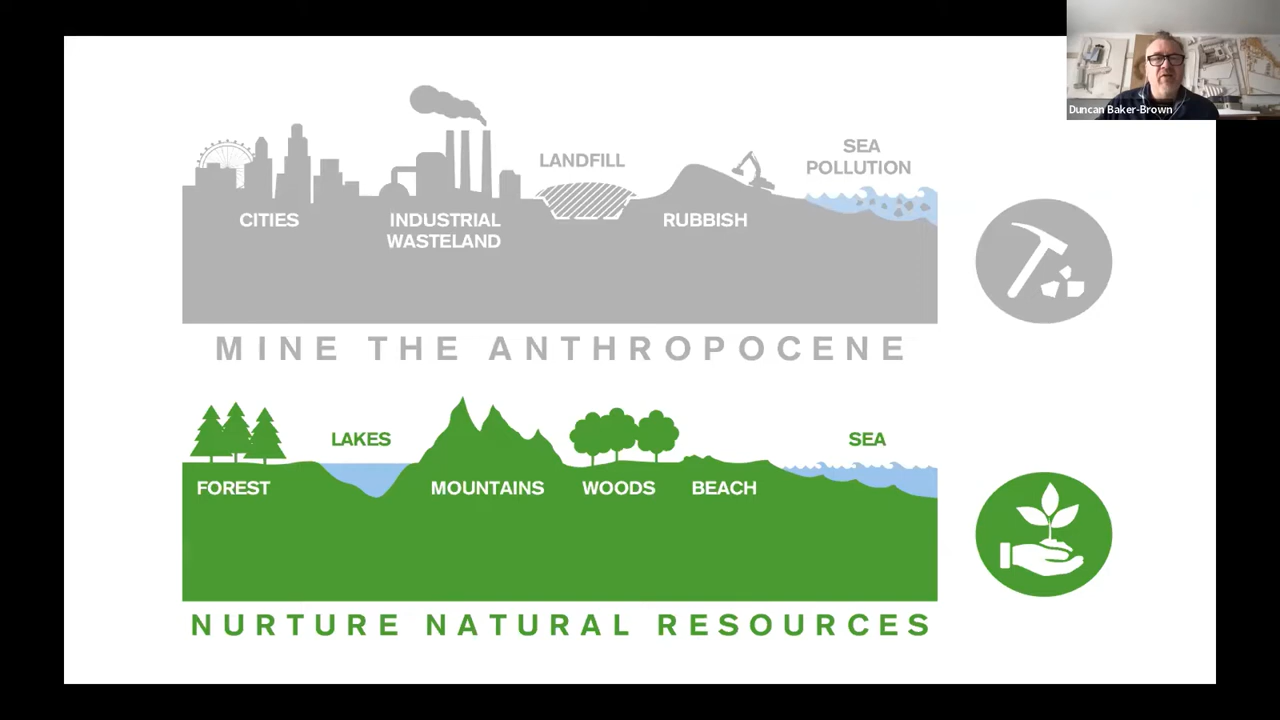 Duncan Baker-Brown
LANDFILL
SEA
POLLUTION
CITIES
INDUSTRIAL
WASTELAND
RUBBISH
MINE THE ANTHROPOCENE
LAKES
SEA
FOREST
MOUNTAINS
WOODS
BEACH
NURTURE NATURAL RESOURCES